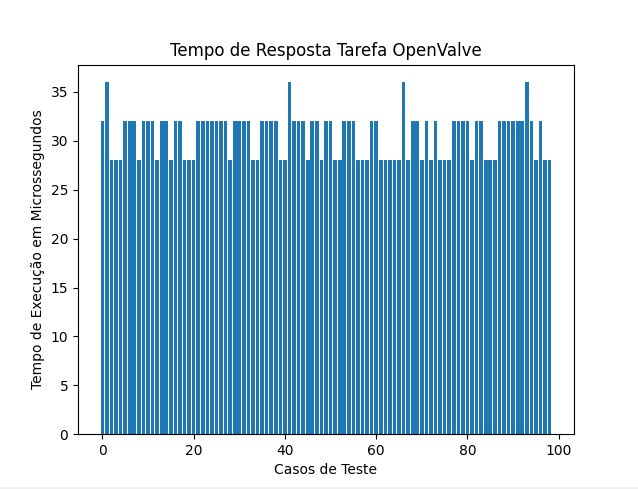 Tempo de Resposta Tarefa OpenValve
Tempo de Execução em Microssegundos
35
30
25
20
15
10
5
0
0 20 40 60 80 100
Casos de Teste